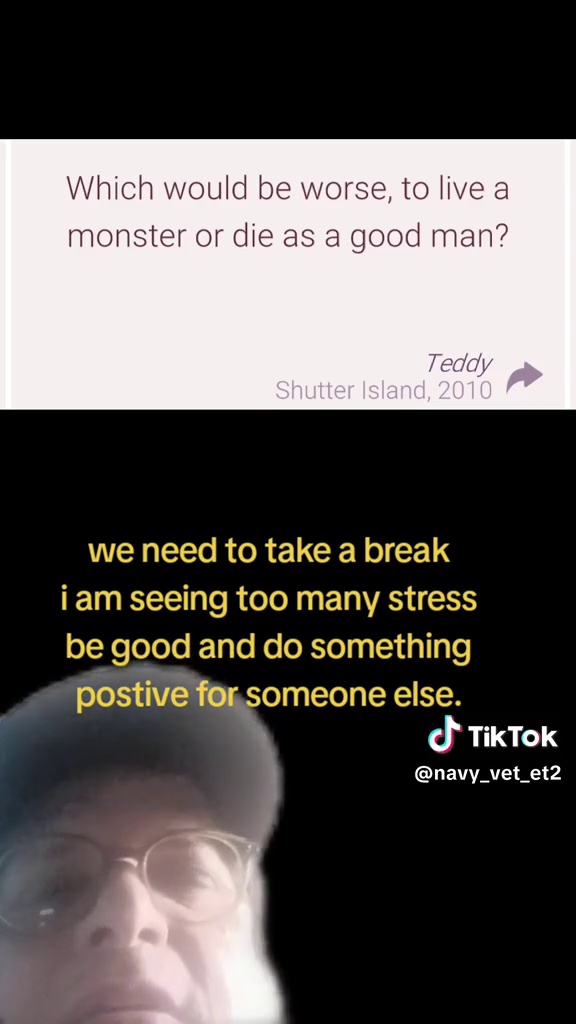 Which would be worse, to live a
monster or die as a good man?
Teddy
Shutter Island, 2010
we need to take a break
i am seeing too many stress
be good and do something
postive for someone else.
TikTok
@navy_vet_et2